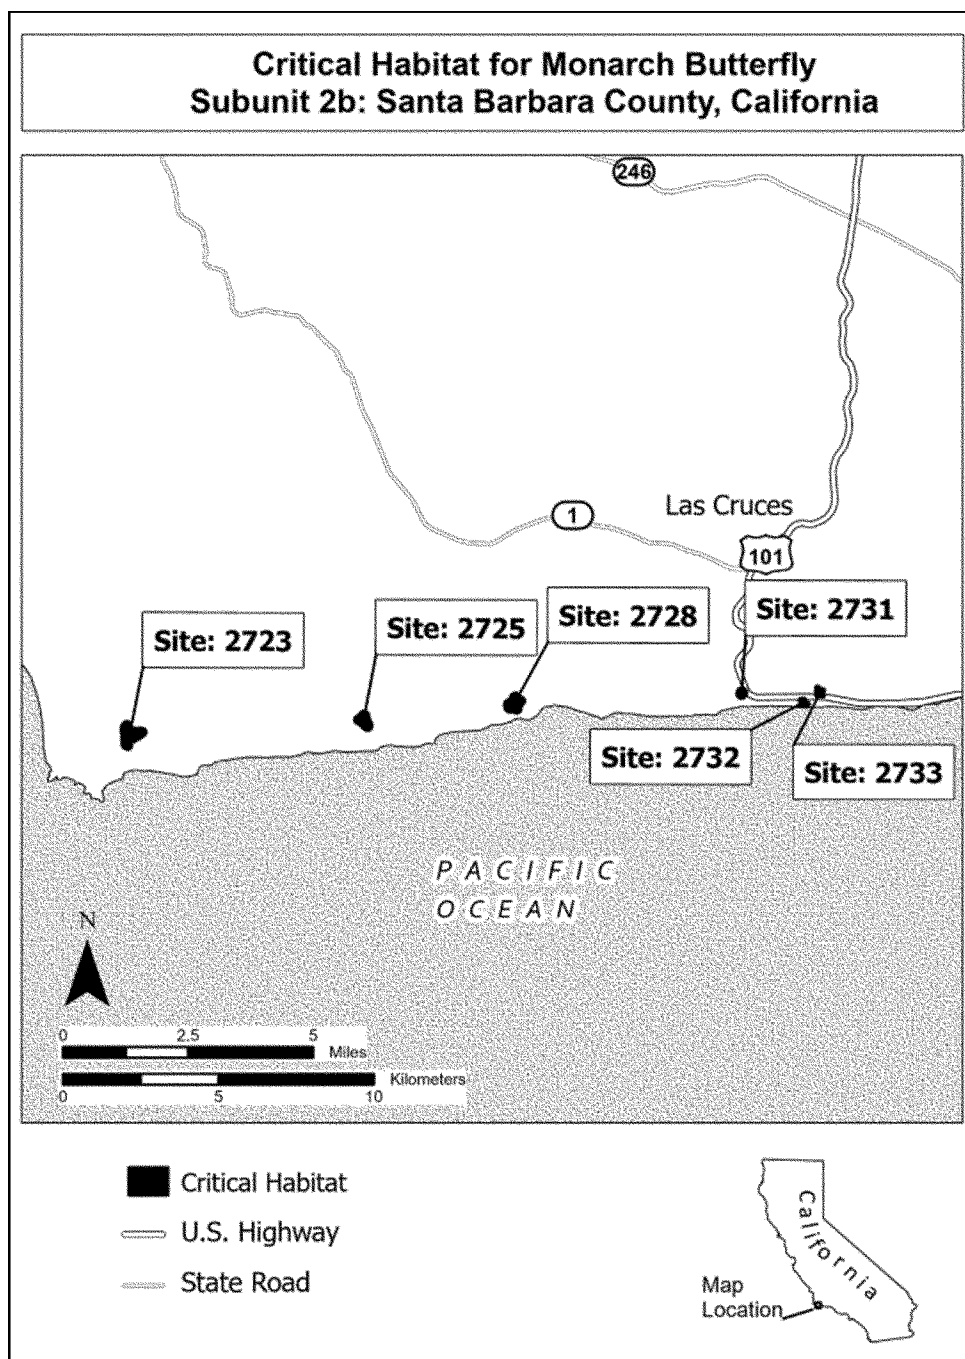 Critical Habitat for Monarch Butterfly
Subunit 2b: Santa Barbara County, California
246
1
Las Cruces
101
Site: 2731
Site: 2728
Site: 2725
Site: 2723
Site: 2732
Site: 2733
PACIFIC
OCEAN
N
0 2.5 5
Miles
Kilometers
0 5 10
Critical Habitat
U.S. Highway
State Road
California
Map
Location